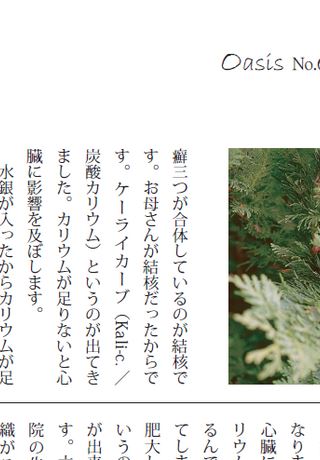 Oasis No.
癬三つが合体しているのが結核で
す。お母さんが結核だったからで
す。ケーライカーブ（Kali-c. ／
炭酸カリウム）というのが出てき
ました。カリウムが足りないと心
臓に影響を及ぼします。
水銀が入ったからカリウムが足
なりま
心臓に
リウム
るんで
てしま
肥大し
いうの
が出来
院の生
織が